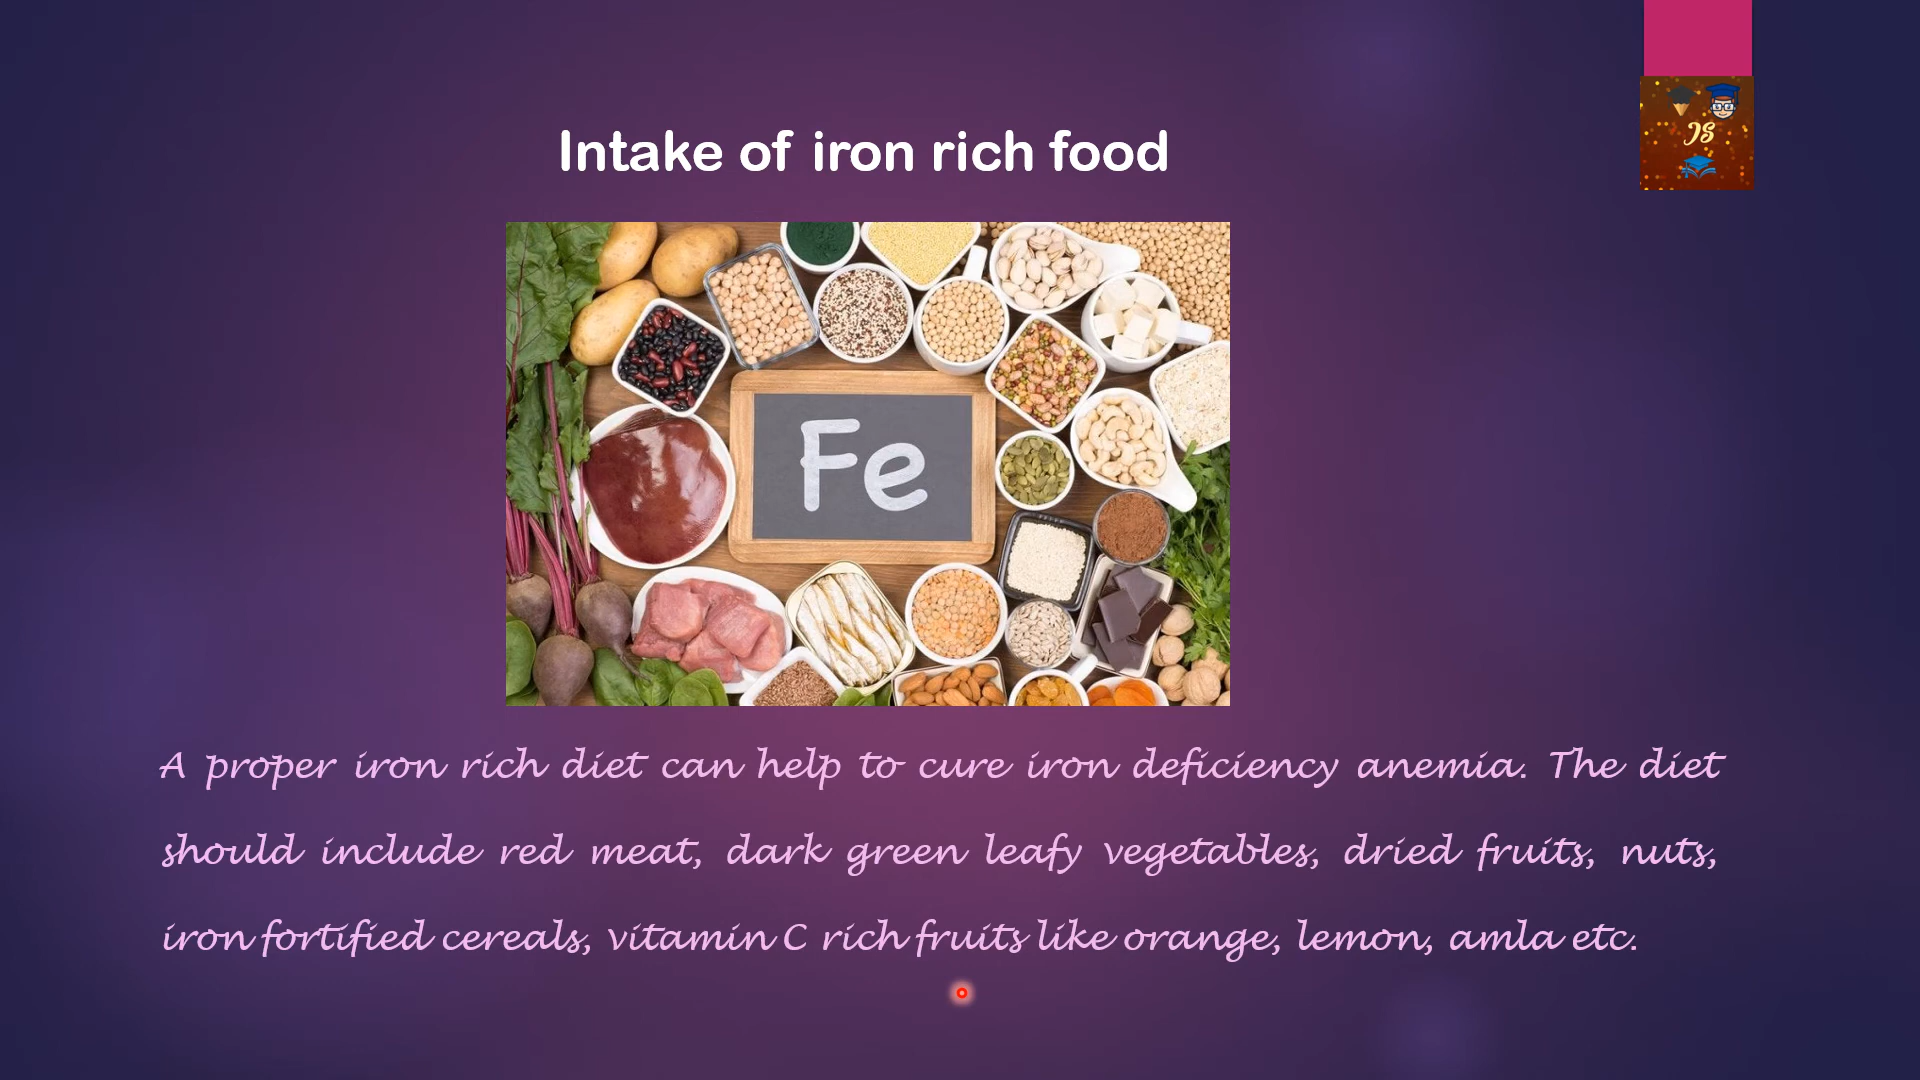 JS
Intake of iron rich food
Fe
A proper iron rich diet can help to cure iron deficiency anemia. The diet
should include red meat, dark green leafy vegetables, dried fruits, nuts,
iron fortified cereals, vitamin C rich fruits like orange, lemon, amla etc.